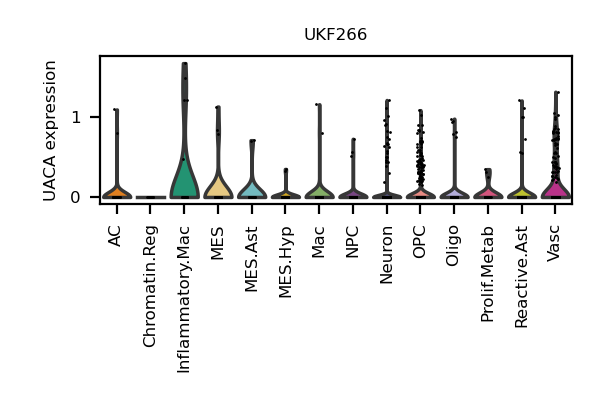 UKF266
UACA expression
1
0
AC
Chromatin.Reg
Inflammatory.Mac
MES
MES.Ast
MES.Hyp
Mac
NPC
Neuron
OPC
Oligo
Prolif.Metab
Reactive.Ast
Vasc